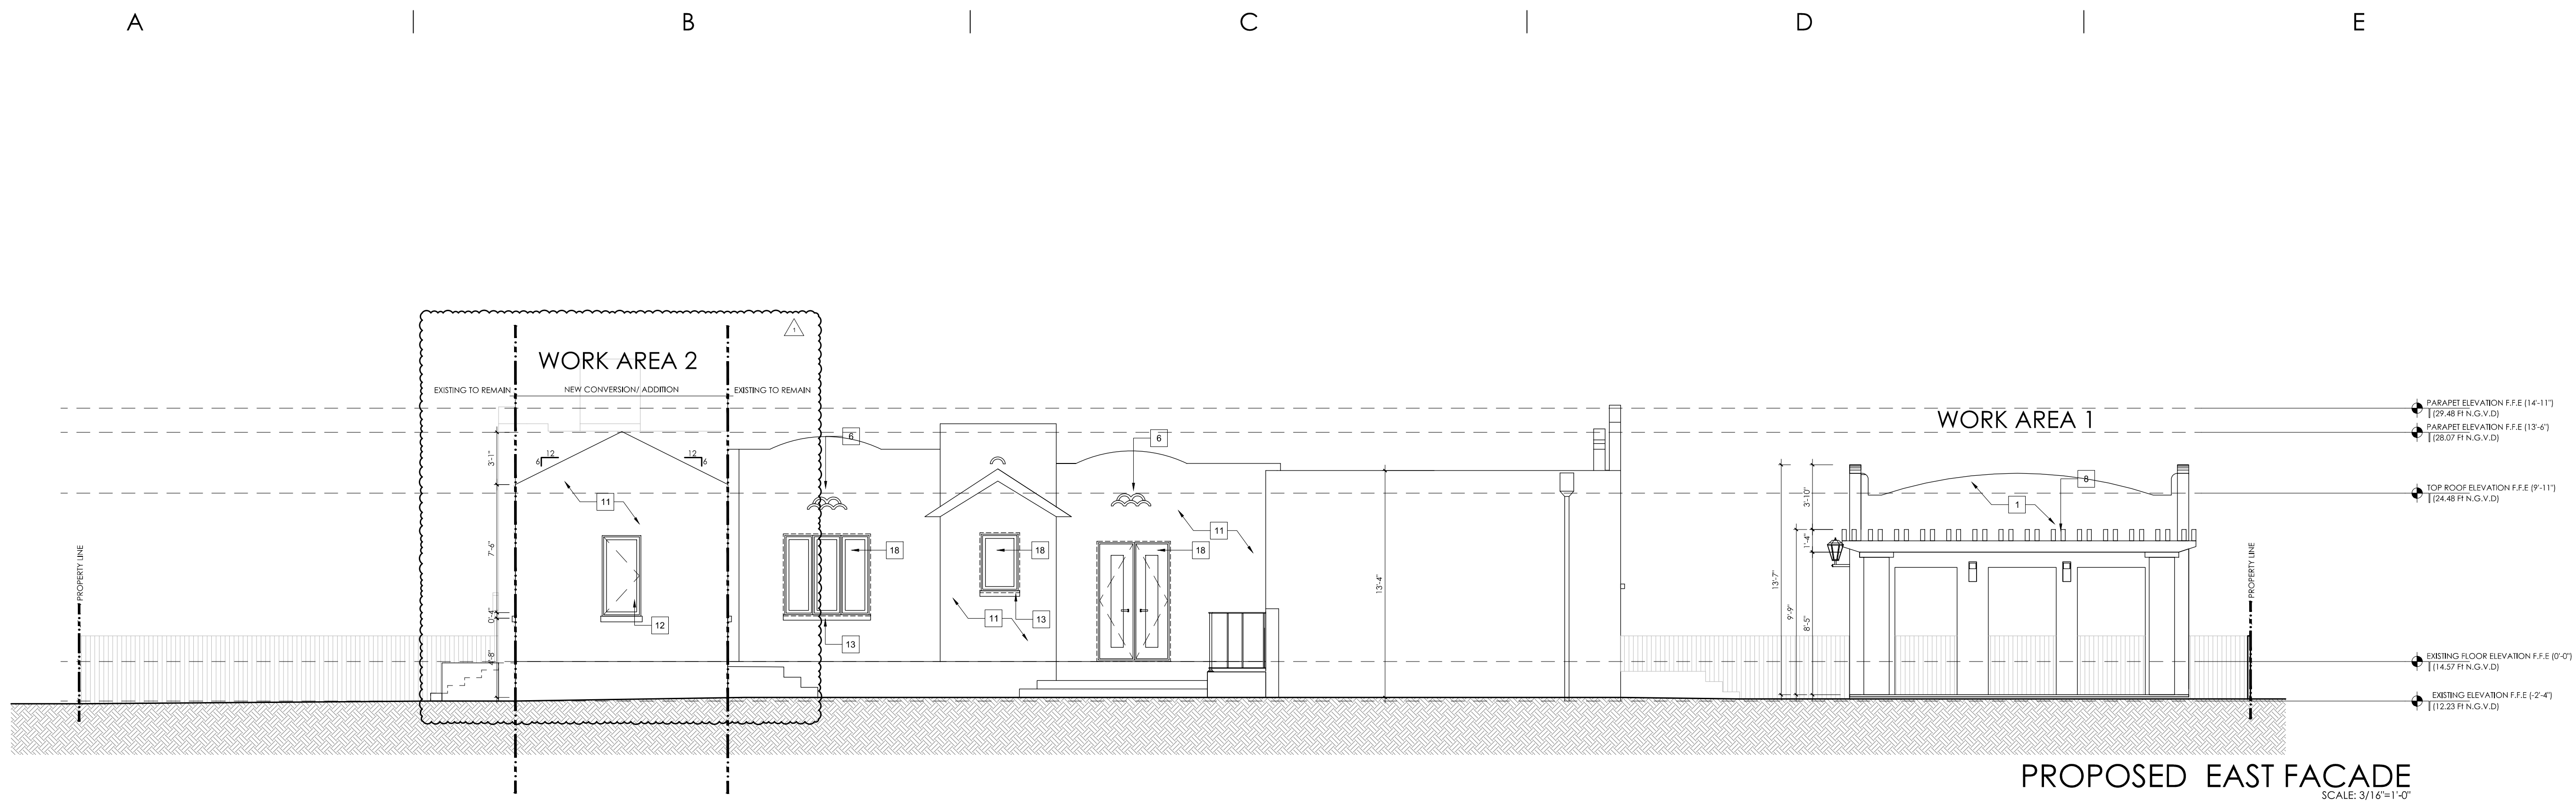 A B C D E
1
WORK AREA 2
EXISTING TO REMAIN NEW CONVERSION/ ADDITION EXISTING TO REMAIN
PARAPET ELEVATION F.F.E (14'-11")
(29.48 Ft N.G.V.D)
WORK AREA 1
PARAPET ELEVATION F.F.E (13'-6")
(28.07 Ft N.G.V.D)
6 6
3'-1"
12 6 12 6
8
TOP ROOF ELEVATION F.F.E (9'-11")
(24.48 Ft N.G.V.D)
3'-10"
11 1
11
1'-4"
7'-6"
18 18 18
PROPERTY LINE
PROPERTY LINE
13'-4"
13'-7"
9'-9"
8'-5"
0'-4"
12 11 13
13
4'-8"
EXISTING FLOOR ELEVATION F.F.E (0'-0")
(14.57 Ft N.G.V.D)
EXISTING ELEVATION F.F.E (-2'-4")
(12.23 Ft N.G.V.D)
PROPOSED EAST FACADE
SCALE: 3/16"=1'-0"